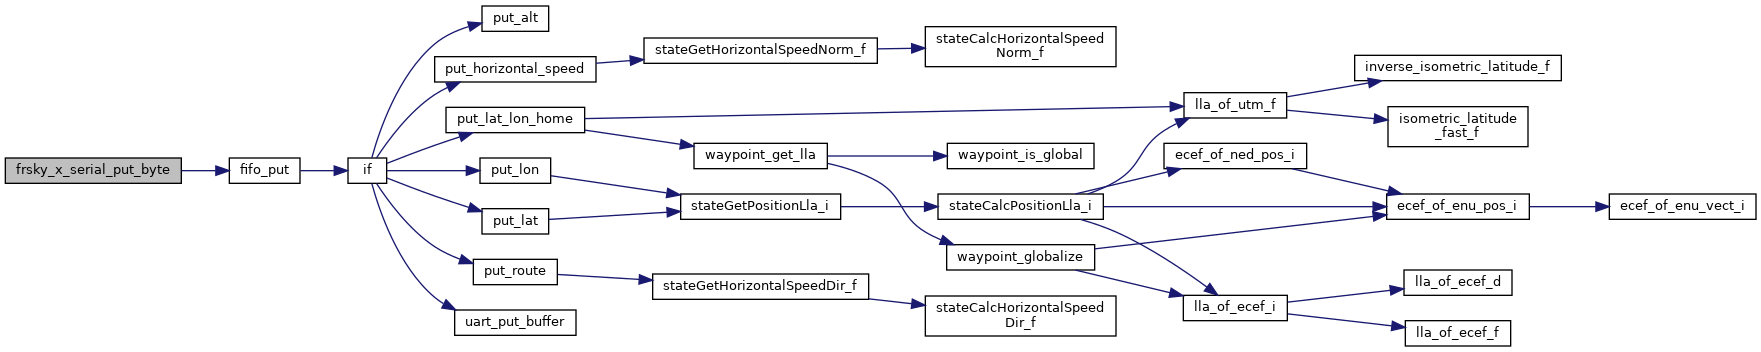 frsky_x_serial_put_byte
fifo_put
if
put_alt
put_horizontal_speed
put_lat_lon_home
put_lon
put_lat
put_route
uart_put_buffer
stateGetHorizontalSpeedNorm_f
waypoint_get_lla
stateGetPositionLla_i
stateGetHorizontalSpeedDir_f
stateCalcHorizontalSpeed
Norm_f
waypoint_is_global
stateCalcPositionLla_i
waypoint_globalize
stateCalcHorizontalSpeed
Dir_f
lla_of_utm_f
ecef_of_ned_pos_i
lla_of_ecef_i
inverse_isometric_latitude_f
isometric_latitude
_fast_f
ecef_of_enu_pos_i
lla_of_ecef_d
lla_of_ecef_f
ecef_of_enu_vect_i